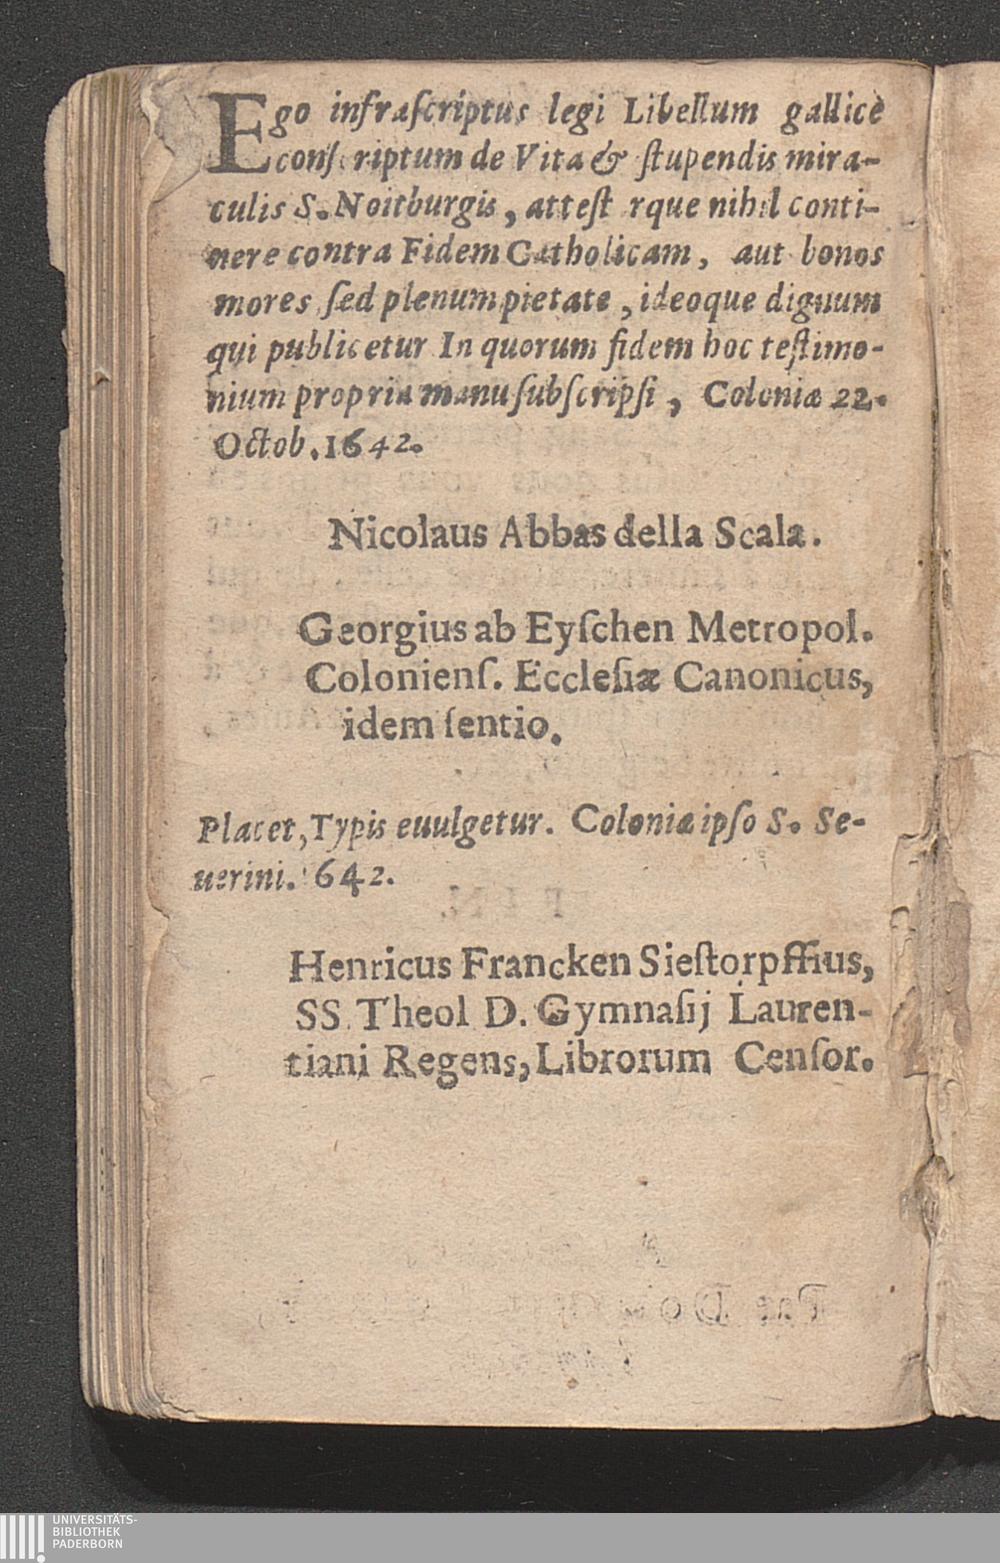 Ego infraſcriptus legi Libellum gallicè
conſcriptum de Vita & ſtupendis mira-
culis S. Noitburgis, atteſt rque nihil conti-
nere contra Fidem Catholicam, aut bonos
mores, ſed plenum pietate, ideoque dignum
qui publicetur In quorum fidem hoc teſtimo-
nium propria manu ſubſcripſi, Coloniæ 22.
Octob. 1642.
Nicolaus Abbas della Scala.
Georgius ab Eyſchen Metropol.
Colonienſ. Eccleſiæ Canonicus,
idem ſentio.
Placet, Typis euulgetur. Coloniæ ipſo S. Se-
uerini. 1642.
Henricus Francken Sieſtorpffius,
SS. Theol D. Gymnaſij Lauren-
tiani Regens, Librorum Cenſor.
UNIVERSITÄTS-
BIBLIOTHEK
PADERBORN